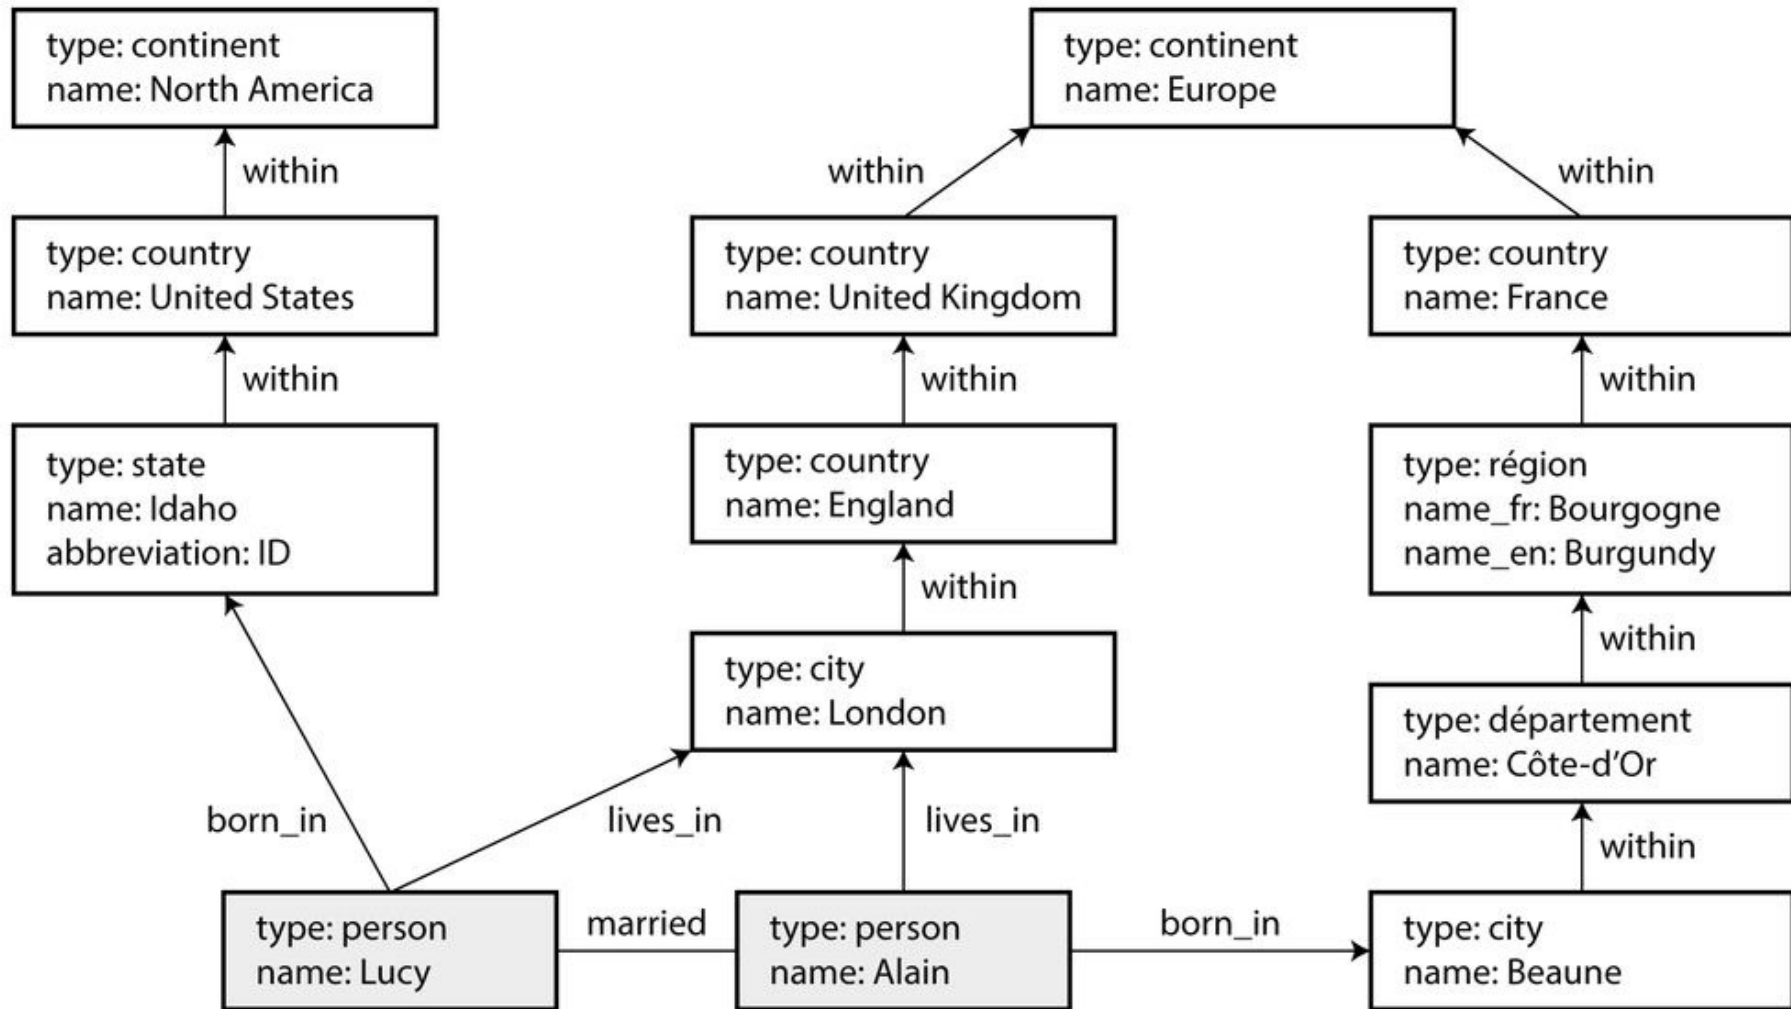 type: continent
name: North America
type: continent
name: Europe
within
within
within
type: country
name: United States
type: country
name: United Kingdom
type: country
name: France
within
within
within
type: state
name: Idaho
abbreviation: ID
type: country
name: England
type: région
name_fr: Bourgogne
name_en: Burgundy
within
within
type: city
name: London
type: département
name: Côte-d’Or
born_in
lives_in
lives_in
within
type: person
name: Lucy
married
type: person
name: Alain
born_in
type: city
name: Beaune